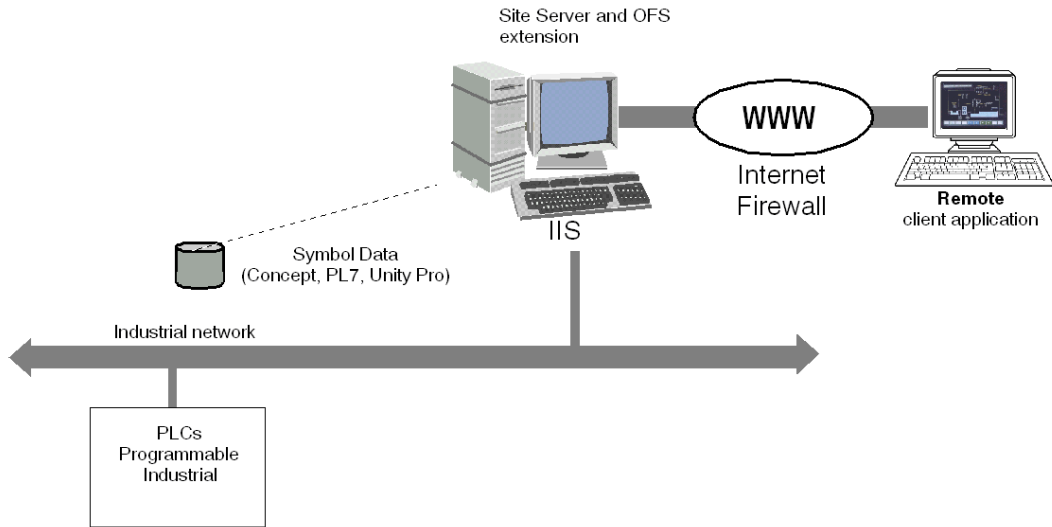 Site Server and OFS
extension
WWW
Internet
Firewall
Remote
client application
IIS
Symbol Data
(Concept, PL7, Unity Pro)
Industrial network
PLCs
Programmable
Industrial